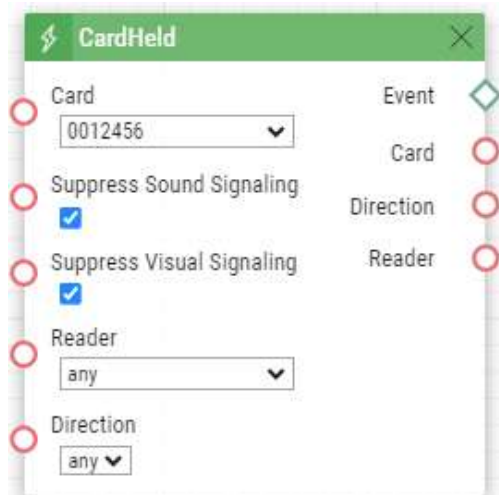 CardHeld
Card
0012456
Suppress Sound Signaling
Suppress Visual Signaling
Reader
any
Direction
any
Event
Card
Direction
Reader